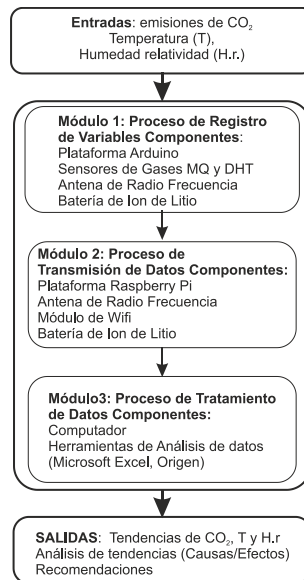 Entradas: emisiones de CO₂
Temperatura (T),
Humedad relatividad (H.r.)
Módulo 1: Proceso de Registro
de Variables Componentes:
Plataforma Arduino
Sensores de Gases MQ y DHT
Antena de Radio Frecuencia
Batería de Ion de Litio
Módulo 2: Proceso de
Transmisión de Datos Componentes:
Plataforma Raspberry Pi
Antena de Radio Frecuencia
Módulo de Wifi
Batería de Ion de Litio
Módulo3: Proceso de Tratamiento
de Datos Componentes:
Computador
Herramientas de Análisis de datos
(Microsoft Excel, Origen)
SALIDAS: Tendencias de CO₂, T y H.r
Análisis de tendencias (Causas/Efectos)
Recomendaciones